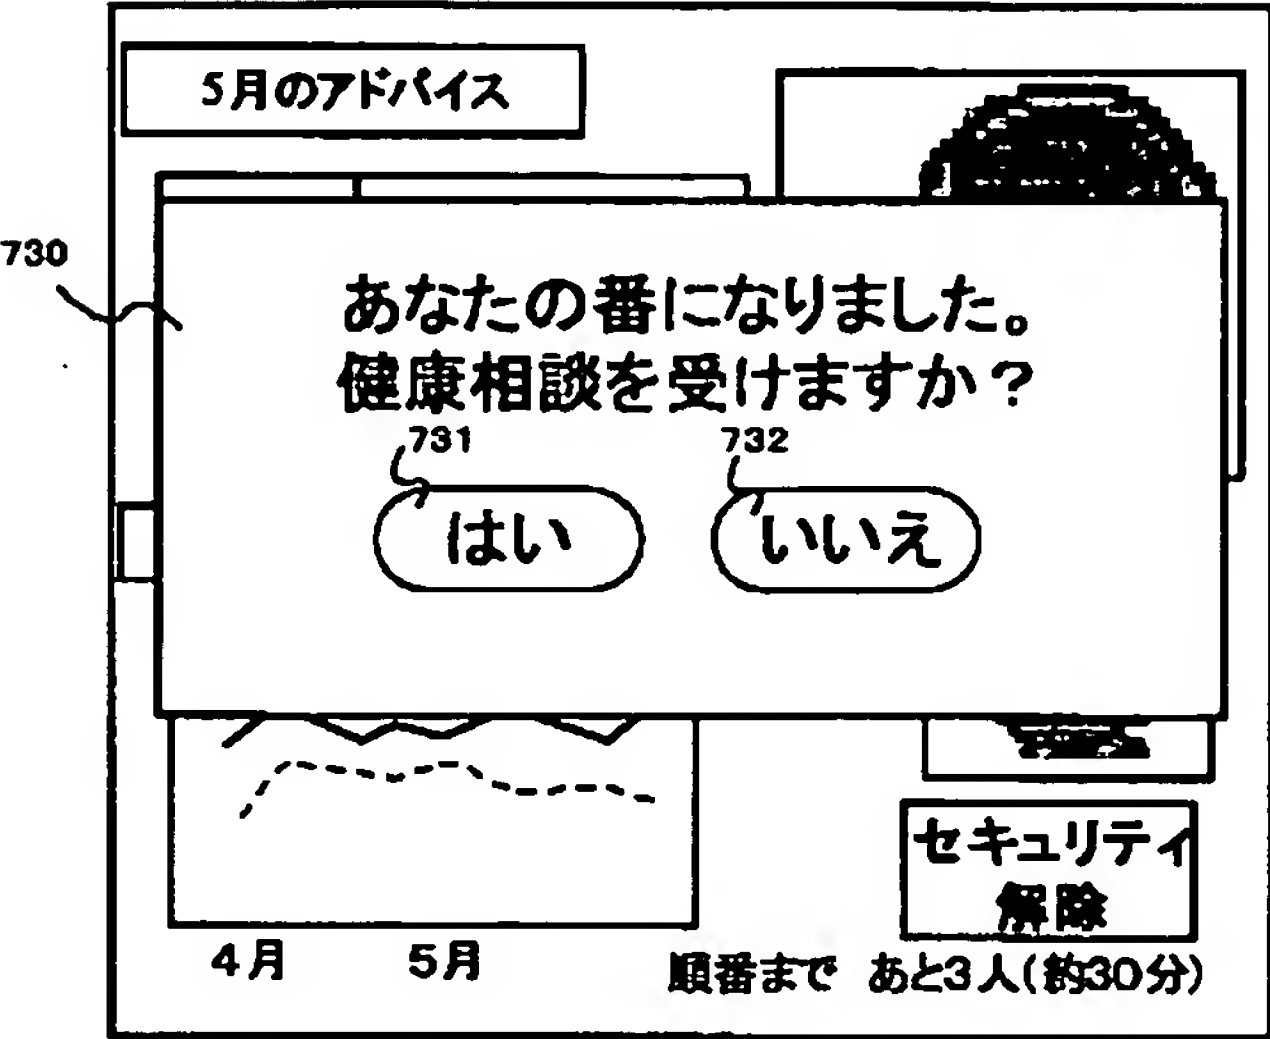 5月のアドバイス
730
あなたの番になりました。
健康相談を受けますか?
731
732
はい
いいえ
セキュリティ
解除
4月
5月
順番まで あと3人(約30分)